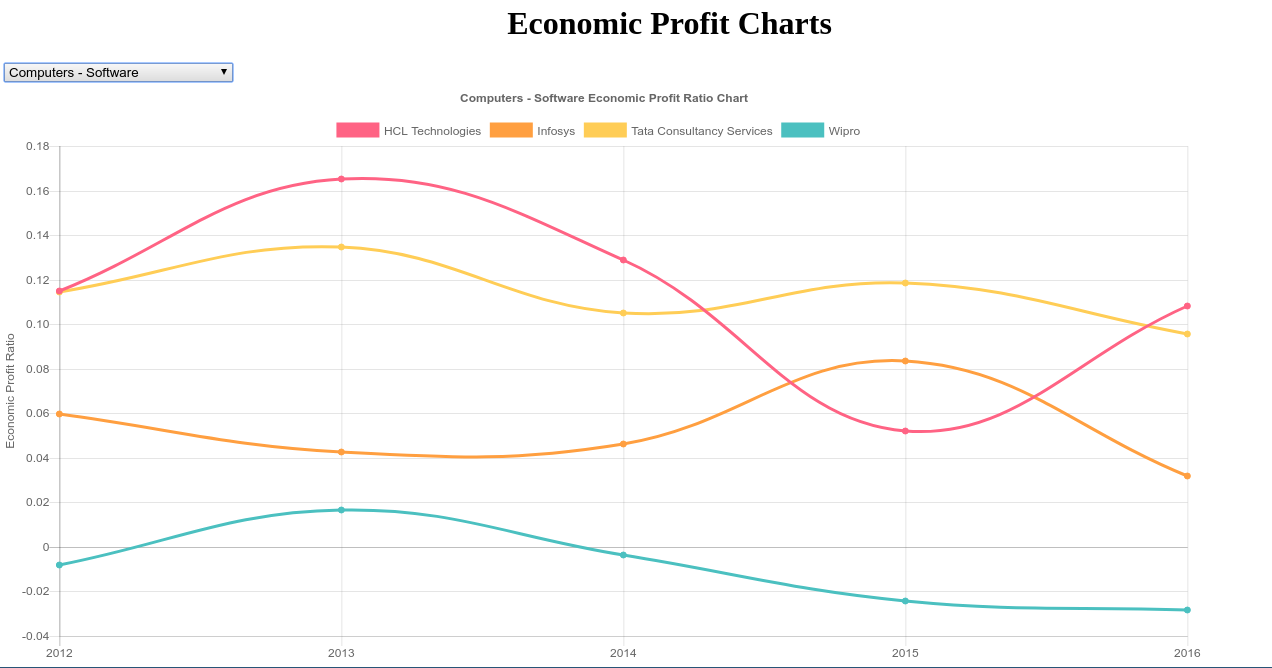 Economic Profit Charts
Computers - Software
Computers - Software Economic Profit Ratio Chart
HCL Technologies Infosys Tata Consultancy Services Wipro
Economic Profit Ratio
0.18
0.16
0.14
0.12
0.10
0.08
0.06
0.04
0.02
0
-0.02
-0.04
2012 2013 2014 2015 2016